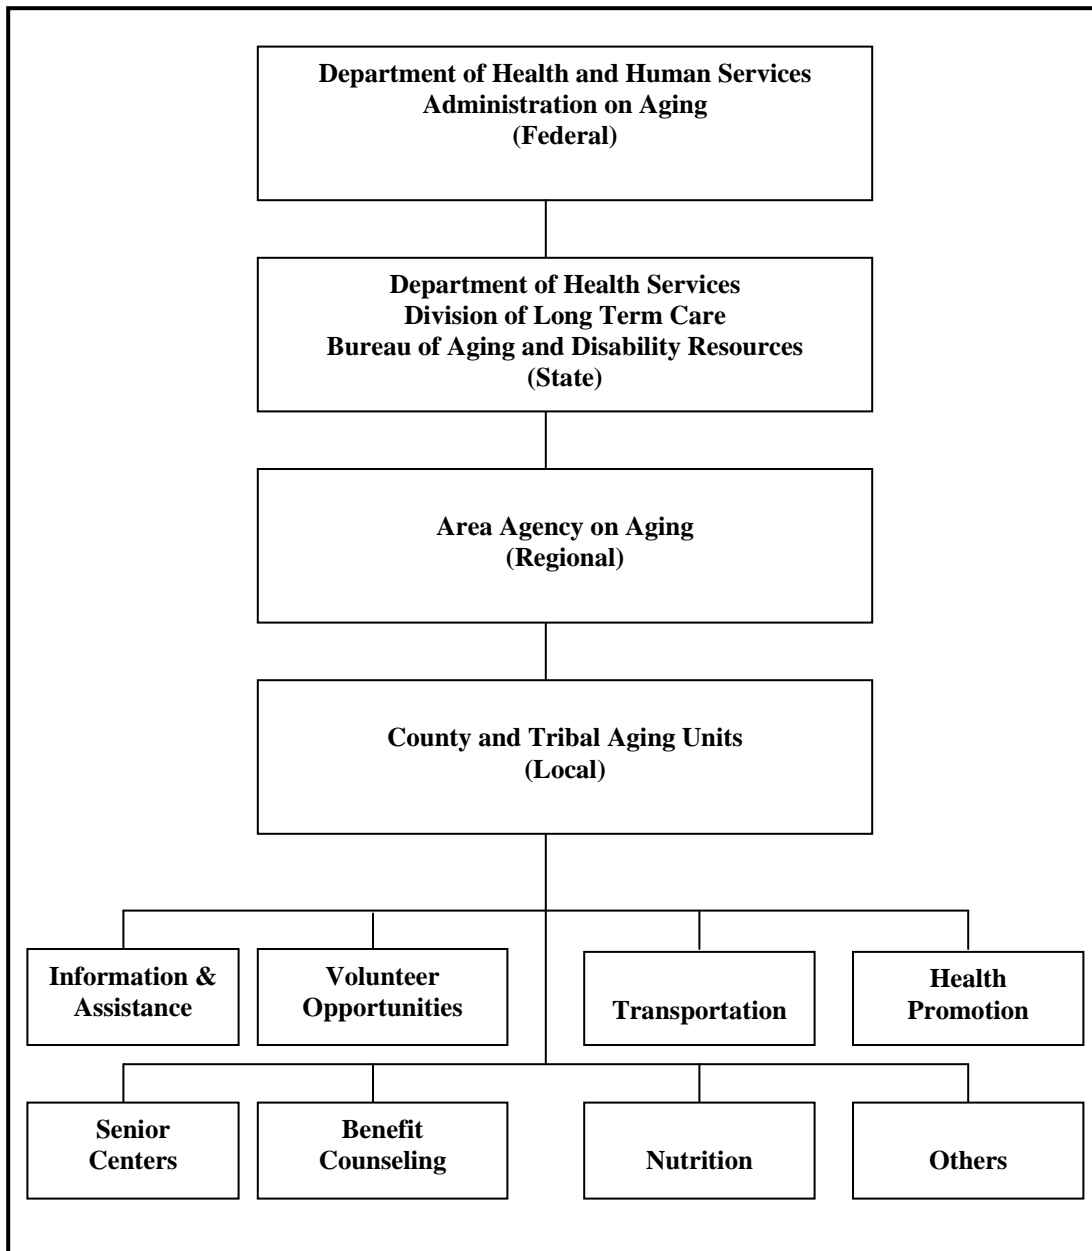 Department of Health and Human Services
Administration on Aging
(Federal)
Department of Health Services
Division of Long Term Care
Bureau of Aging and Disability Resources
(State)
Area Agency on Aging
(Regional)
County and Tribal Aging Units
(Local)
Information &
Assistance
Volunteer
Opportunities
Transportation
Health
Promotion
Senior
Centers
Benefit
Counseling
Nutrition
Others